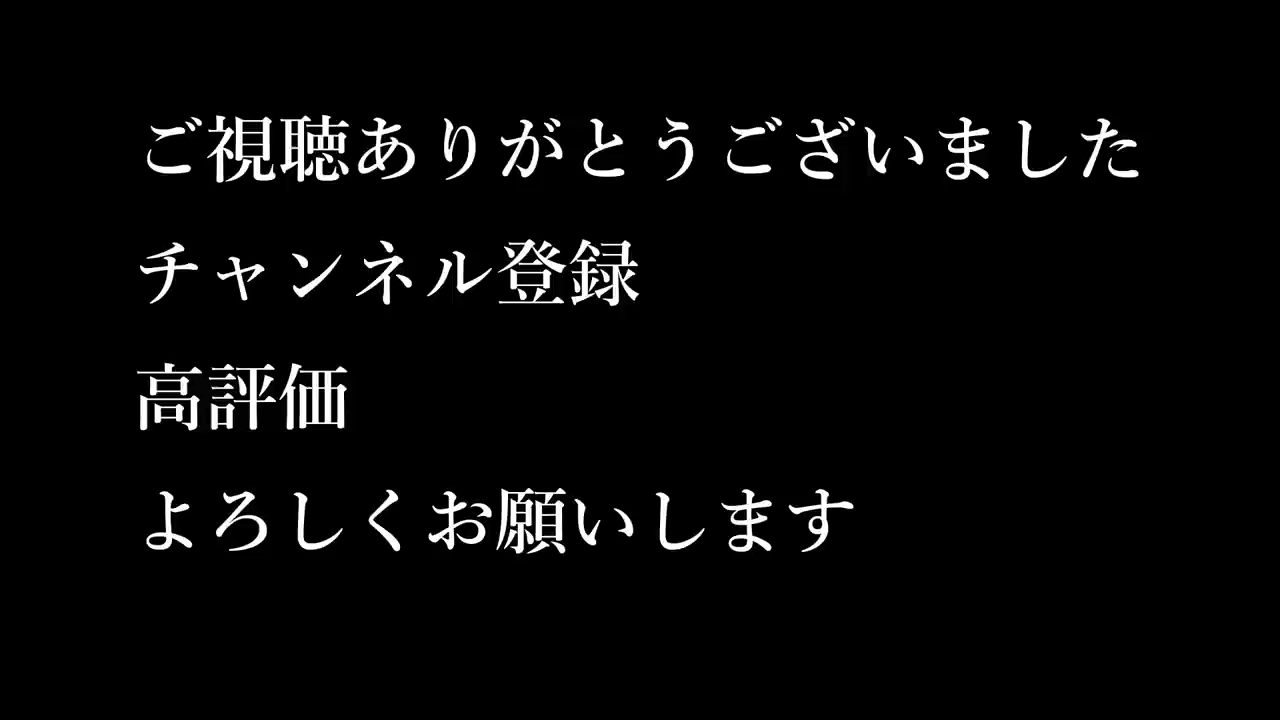 ご視聴ありがとうございました
チャンネル登録
高評価
よろしくお願いします